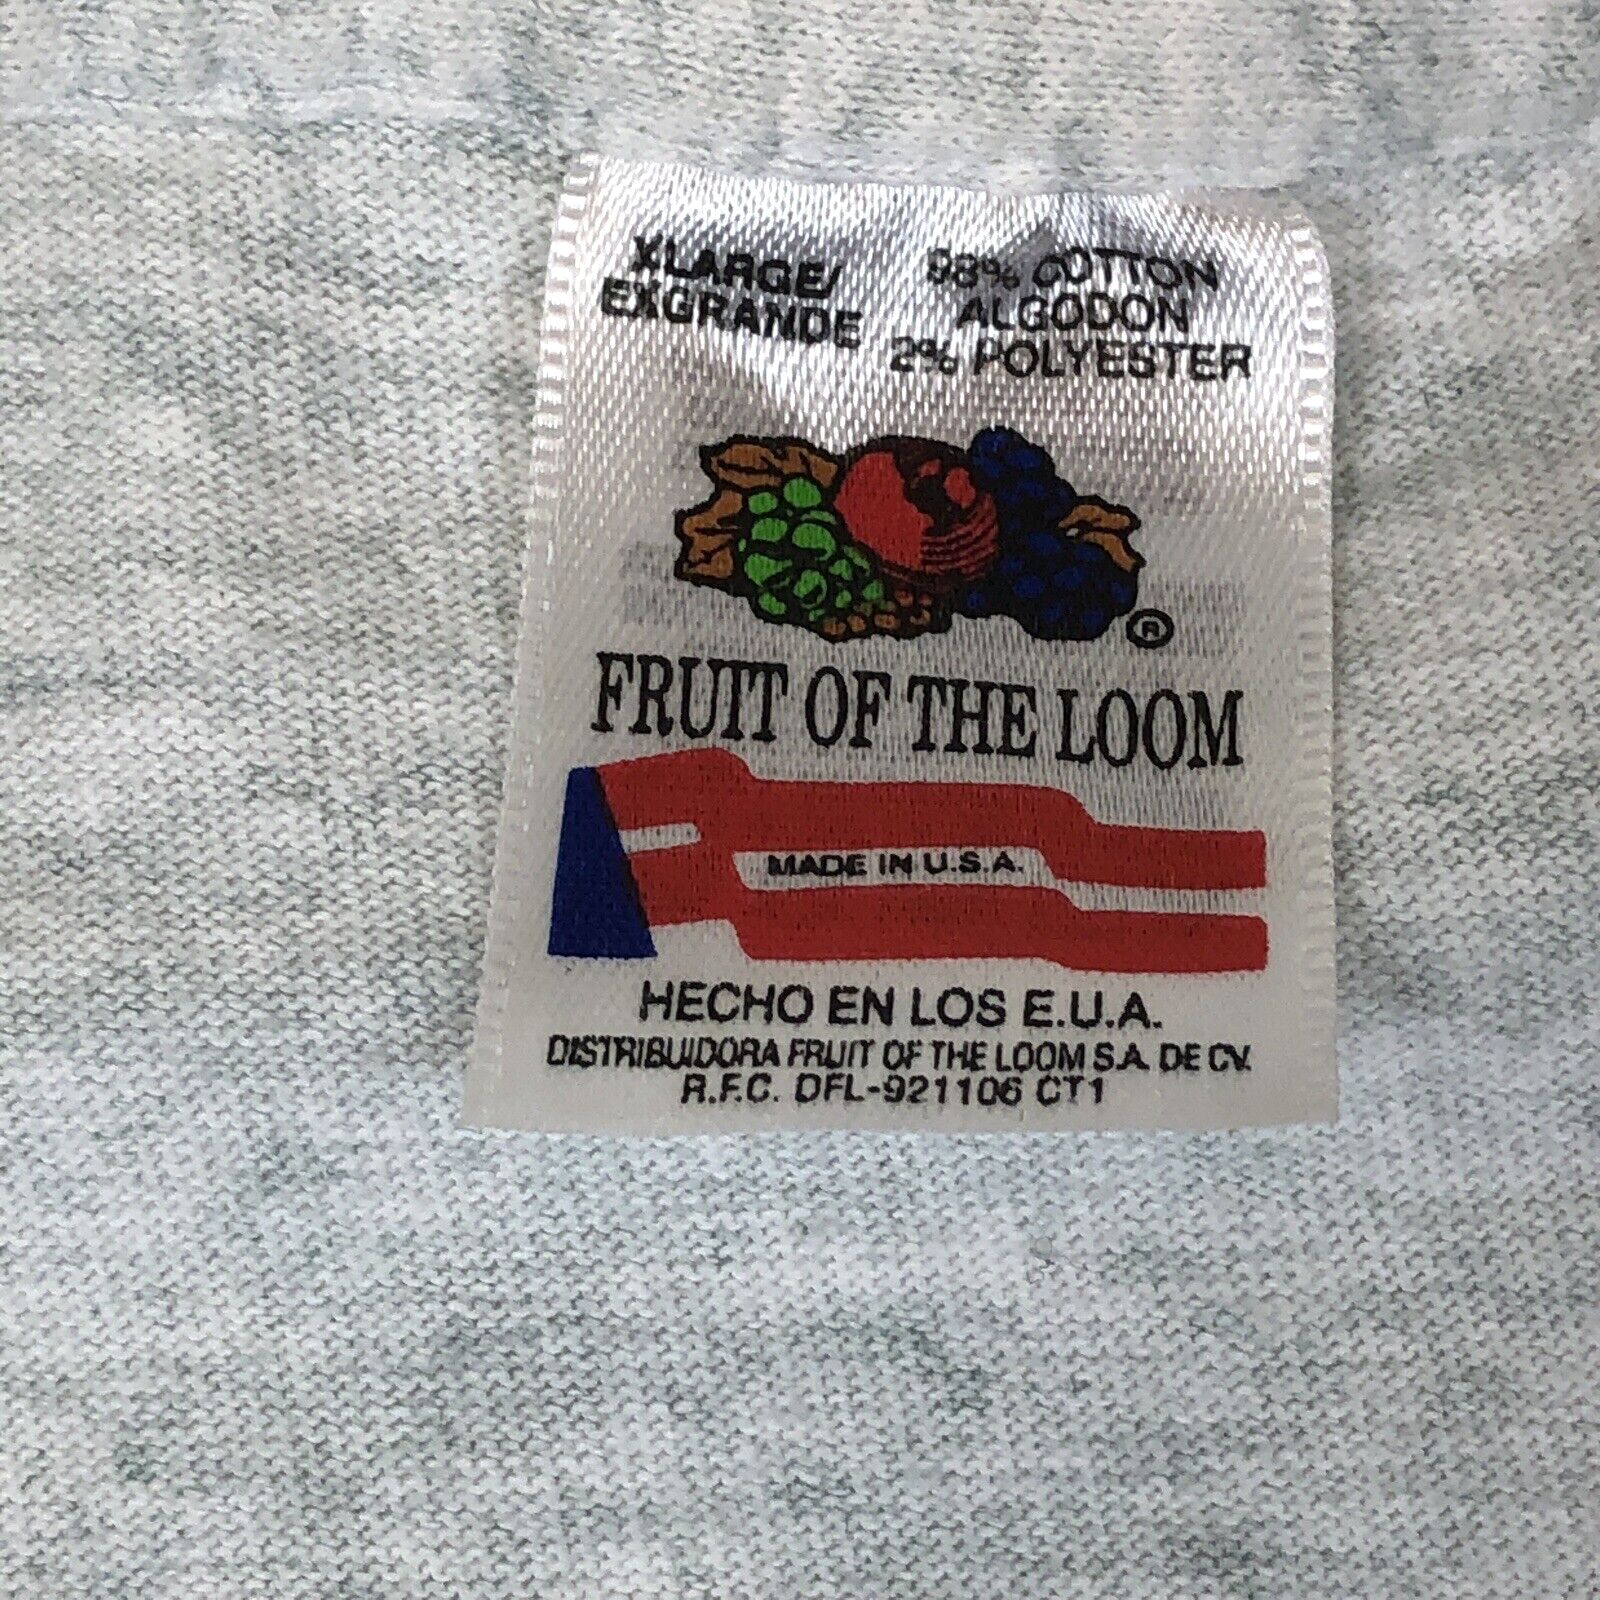 XLARGE/
EXGRANDE
98% COTTON
ALGODON
2% POLYESTER
®
FRUIT OF THE LOOM
MADE IN U.S.A.
HECHO EN LOS E.U.A.
DISTRIBUIDORA FRUIT OF THE LOOM S.A. DE CV.
R.F.C. DFL-921106 CT1